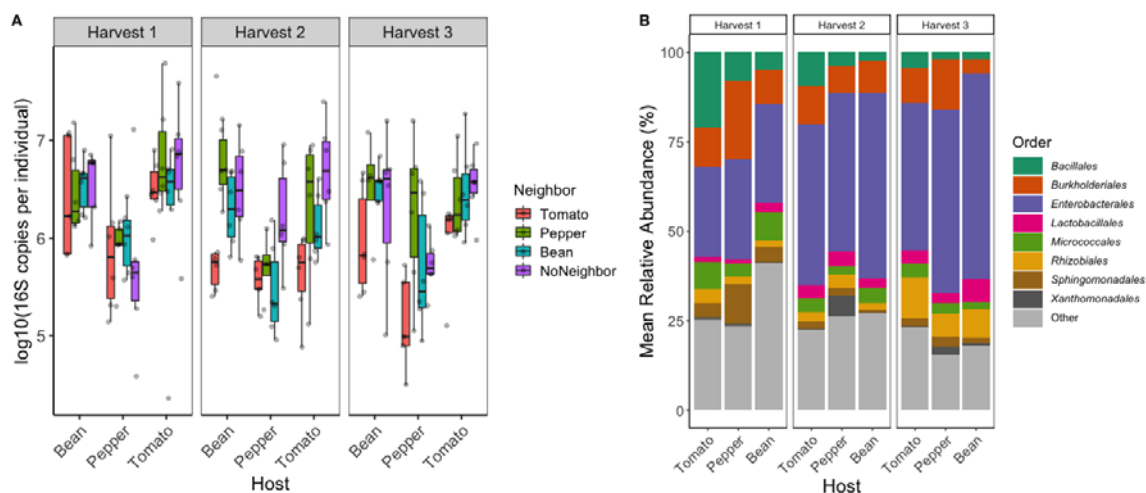 A
Harvest 1
Harvest 2
Harvest 3
log10(16S copies per individual)
7
6
5
Bean
Pepper
Tomato
Bean
Pepper
Tomato
Bean
Pepper
Tomato
Host
Neighbor
Tomato
Pepper
Bean
NoNeighbor
B
Harvest 1
Harvest 2
Harvest 3
Mean Relative Abundance (%)
100
75
50
25
0
Tomato
Pepper
Bean
Tomato
Pepper
Bean
Tomato
Pepper
Bean
Host
Order
Bacillales
Burkholderiales
Enterobacterales
Lactobacillales
Micrococcales
Rhizobiales
Sphingomonadales
Xanthomonadales
Other